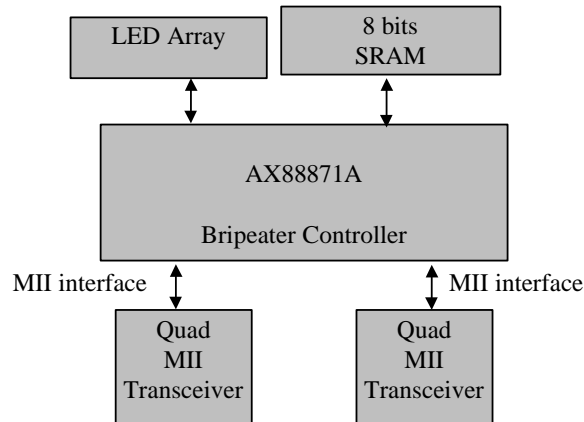 LED Array
8 bits
SRAM
AX88871A
Bripeater Controller
MII interface
MII interface
Quad
MII
Transceiver
Quad
MII
Transceiver